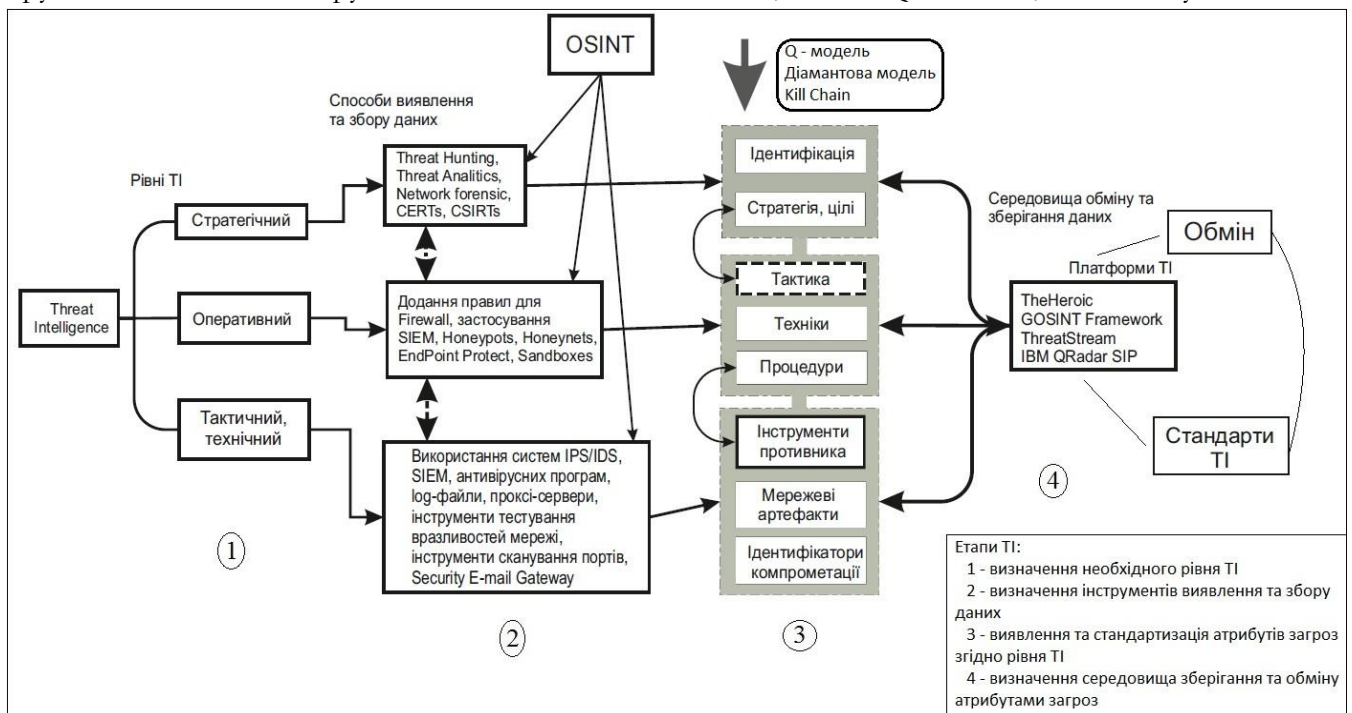 OSINT
Q - модель
Діамантова модель
Kill Chain
Способи виявлення
та збору даних
Рівні TI
Threat Hunting,
Threat Analitics,
Network forensic,
CERTs, CSIRTs
Ідентифікація
Стратегічний
Стратегія, цілі
Середовища обміну та
зберігання даних
Обмін
Платформи TI
Threat
Intelligence
Оперативний
Додання правил для
Firewall, застосування
SIEM, Honeypots, Honeynets,
EndPoint Protect, Sandboxes
Тактика
Техніки
Процедури
TheHeroic
GOSINT Framework
ThreatStream
IBM QRadar SIP
Тактичний,
технічний
Використання систем IPS/IDS,
SIEM, антивірусних програм,
log-файли, проксі-сервери,
інструменти тестування
вразливостей мережі,
інструменти сканування портів,
Security E-mail Gateway
Інструменти
противника
Мережеві
артефакти
Ідентифікатори
компрометації
Стандарти
TI
1
2
3
4
Етапи TI:
1 - визначення необхідного рівня TI
2 - визначення інструментів виявлення та збору
даних
3 - виявлення та стандартизація атрибутів загроз
згідно рівня TI
4 - визначення середовища зберігання та обміну
атрибутами загроз